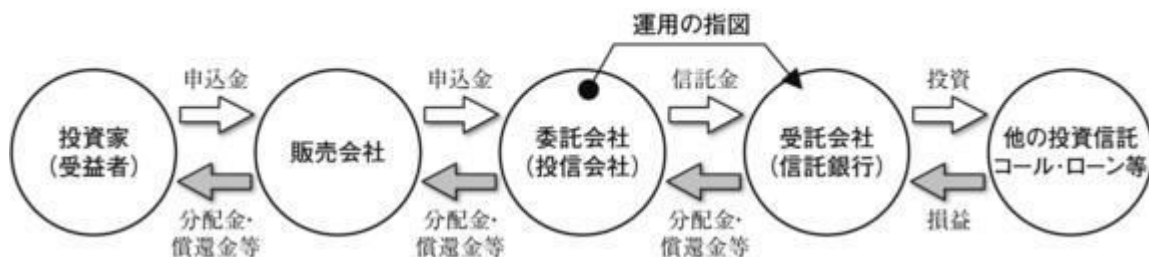 運用の指図
申込金
申込金
信託金
投資
投資家
(受益者)
販売会社
委託会社
(投信会社)
受託会社
(信託銀行)
他の投資信託
コール・ローン等
分配金・
償還金等
分配金・
償還金等
分配金・
償還金等
損益